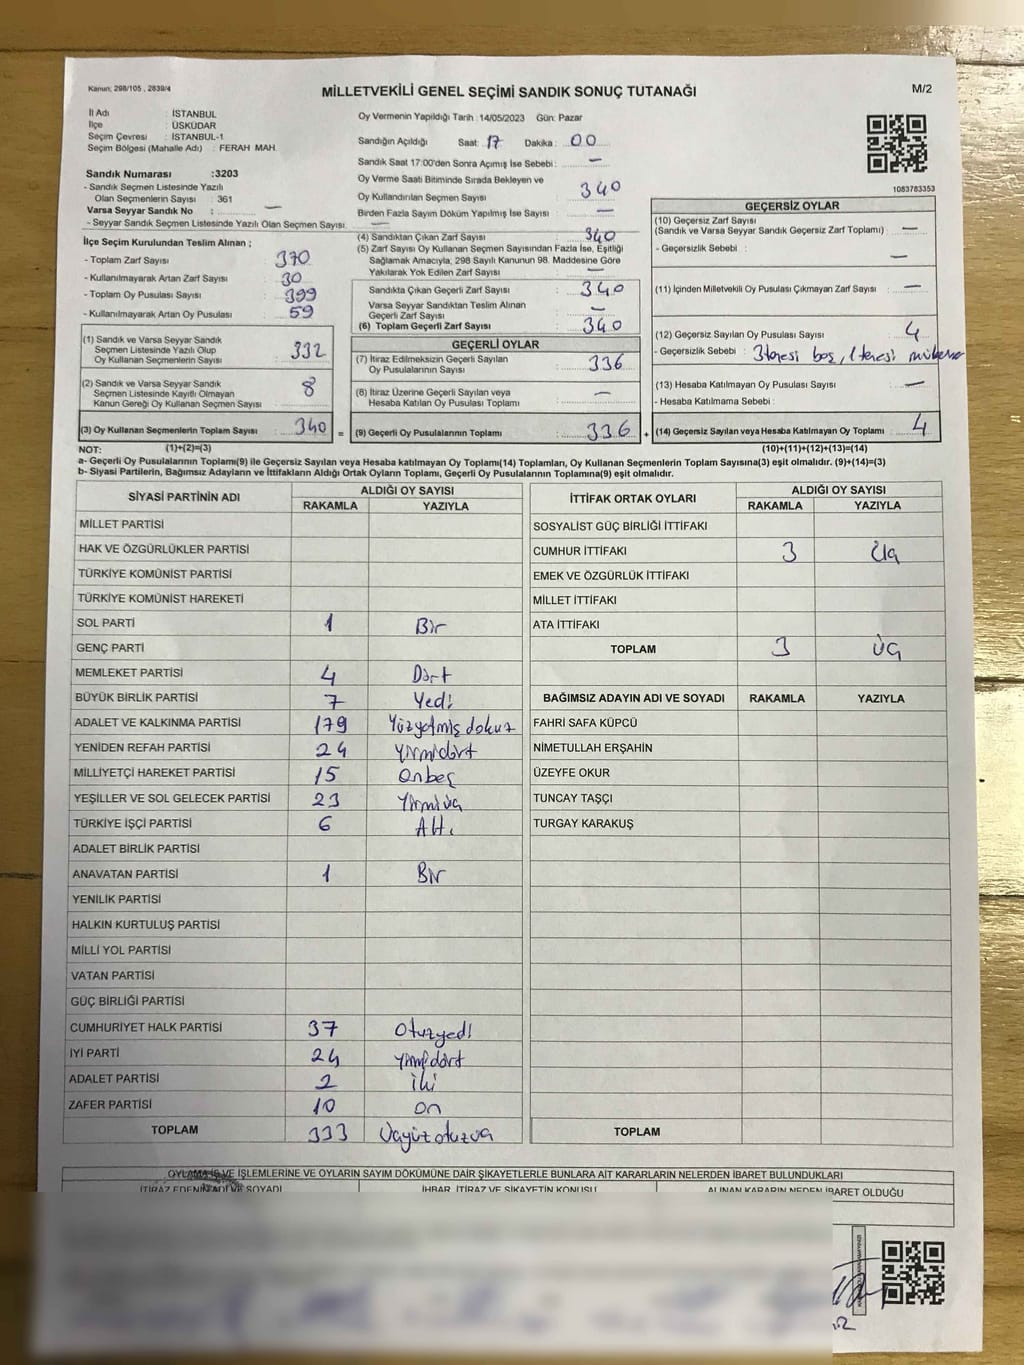 Kanun; 298/105 , 2839/4
MİLLETVEKİLİ GENEL SEÇİMİ SANDIK SONUÇ TUTANAĞI
M/2
İl Adı : İSTANBUL
İlçe : ÜSKÜDAR
Seçim Çevresi : İSTANBUL-1
Seçim Bölgesi (Mahalle Adı) : FERAH MAH.
Sandık Numarası :3203
- Sandık Seçmen Listesinde Yazılı
Olan Seçmenlerin Sayısı : 361
Varsa Seyyar Sandık No : —
- Seyyar Sandık Seçmen Listesinde Yazılı Olan Seçmen Sayısı: —
İlçe Seçim Kurulundan Teslim Alınan ;
- Toplam Zarf Sayısı : 370
- Kullanılmayarak Artan Zarf Sayısı : 30
- Toplam Oy Pusulası Sayısı : 399
- Kullanılmayarak Artan Oy Pusulası : 59
(1) Sandık ve Varsa Seyyar Sandık
Seçmen Listesinde Yazılı Olup
Oy Kullanan Seçmenlerin Sayısı : 332
(2) Sandık ve Varsa Seyyar Sandık
Seçmen Listesinde Kayıtlı Olmayan
Kanun Gereği Oy Kullanan Seçmen Sayısı : 8
(3) Oy Kullanan Seçmenlerin Toplam Sayısı : 340 =
Oy Vermenin Yapıldığı Tarih : 14/05/2023 Gün: Pazar
Sandığın Açıldığı Saat: 17 Dakika : 00
Sandık Saat 17:00'den Sonra Açımış İse Sebebi : —
Oy Verme Saati Bitiminde Sırada Bekleyen ve
Oy Kullandırılan Seçmen Sayısı : 340
Birden Fazla Sayım Döküm Yapılmış İse Sayısı : —
(4) Sandıktan Çıkan Zarf Sayısı : 340
(5) Zarf Sayısı Oy Kullanan Seçmen Sayısından Fazla İse, Eşitliği
Sağlamak Amacıyla, 298 Sayılı Kanunun 98. Maddesine Göre
Yakılarak Yok Edilen Zarf Sayısı : —
Sandıkta Çıkan Geçerli Zarf Sayısı : 340
Varsa Seyyar Sandıktan Teslim Alınan
Geçerli Zarf Sayısı : —
(6) Toplam Geçerli Zarf Sayısı : 340
GEÇERLİ OYLAR
(7) İtiraz Edilmeksizin Geçerli Sayılan
Oy Pusulalarının Sayısı : 336
(8) İtiraz Üzerine Geçerli Sayılan veya
Hesaba Katılan Oy Pusulası Toplamı : —
(9) Geçerli Oy Pusulalarının Toplamı : 336 +
1083783353
GEÇERSİZ OYLAR
(10) Geçersiz Zarf Sayısı
(Sandık ve Varsa Seyyar Sandık Geçersiz Zarf Toplamı) : —
- Geçersizlik Sebebi : —
(11) İçinden Milletvekili Oy Pusulası Çıkmayan Zarf Sayısı : —
(12) Geçersiz Sayılan Oy Pusulası Sayısı : 4
- Geçersizlik Sebebi : 3 tanesi boş, 1 tanesi
(13) Hesaba Katılmayan Oy Pusulası Sayısı : —
- Hesaba Katılmama Sebebi :
(14) Geçersiz Sayılan veya Hesaba Katılmayan Oy Toplamı : 4
NOT: (1)+(2)=(3) (10)+(11)+(12)+(13)=(14)
a- Geçerli Oy Pusulalarının Toplamı(9) ile Geçersiz Sayılan veya Hesaba katılmayan Oy Toplamı(14) Toplamları, Oy Kullanan Seçmenlerin Toplam Sayısına(3) eşit olmalıdır. (9)+(14)=(3)
b- Siyasi Partilerin, Bağımsız Adayların ve İttifakların Aldığı Ortak Oyların Toplamı, Geçerli Oy Pusulalarının Toplamına(9) eşit olmalıdır.
SİYASİ PARTİNİN ADI ALDIĞI OY SAYISI
RAKAMLA YAZIYLA
MİLLET PARTİSİ
HAK VE ÖZGÜRLÜKLER PARTİSİ
TÜRKİYE KOMÜNİST PARTİSİ
TÜRKİYE KOMÜNİST HAREKETİ
SOL PARTİ 1 Bir
GENÇ PARTİ
MEMLEKET PARTİSİ 4 Dört
BÜYÜK BİRLİK PARTİSİ 7 Yedi
ADALET VE KALKINMA PARTİSİ 179 Yüzyetmiş dokuz
YENİDEN REFAH PARTİSİ 24 Yirmidört
MİLLİYETÇİ HAREKET PARTİSİ 15 Onbeş
YEŞİLLER VE SOL GELECEK PARTİSİ 23 Yirmiüç
TÜRKİYE İŞÇİ PARTİSİ 6 Altı
ADALET BİRLİK PARTİSİ
ANAVATAN PARTİSİ 1 Bir
YENİLİK PARTİSİ
HALKIN KURTULUŞ PARTİSİ
MİLLİ YOL PARTİSİ
VATAN PARTİSİ
GÜÇ BİRLİĞİ PARTİSİ
CUMHURİYET HALK PARTİSİ 37 Otuzyedi
İYİ PARTİ 24 Yirmidört
ADALET PARTİSİ 2 iki
ZAFER PARTİSİ 10 on
TOPLAM 333 Üçyüz otuzüç
İTTİFAK ORTAK OYLARI ALDIĞI OY SAYISI
RAKAMLA YAZIYLA
SOSYALİST GÜÇ BİRLİĞİ İTTİFAKI
CUMHUR İTTİFAKI 3 Üç
EMEK VE ÖZGÜRLÜK İTTİFAKI
MİLLET İTTİFAKI
ATA İTTİFAKI
TOPLAM 3 Üç
BAĞIMSIZ ADAYIN ADI VE SOYADI RAKAMLA YAZIYLA
FAHRİ SAFA KÜPCÜ
NİMETULLAH ERŞAHİN
ÜZEYFE OKUR
TUNCAY TAŞÇI
TURGAY KARAKUŞ
TOPLAM
OYLAMA İŞ VE İŞLEMLERİNE VE OYLARIN SAYIM DÖKÜMÜNE DAİR ŞİKAYETLERLE BUNLARA AİT KARARLARIN NELERDEN İBARET BULUNDUKLARI
İTİRAZ EDENİN ADI VE SOYADI İHBAR, İTİRAZ VE ŞİKAYETİN KONUSU ALINAN KARARIN NEDEN İBARET OLDUĞU